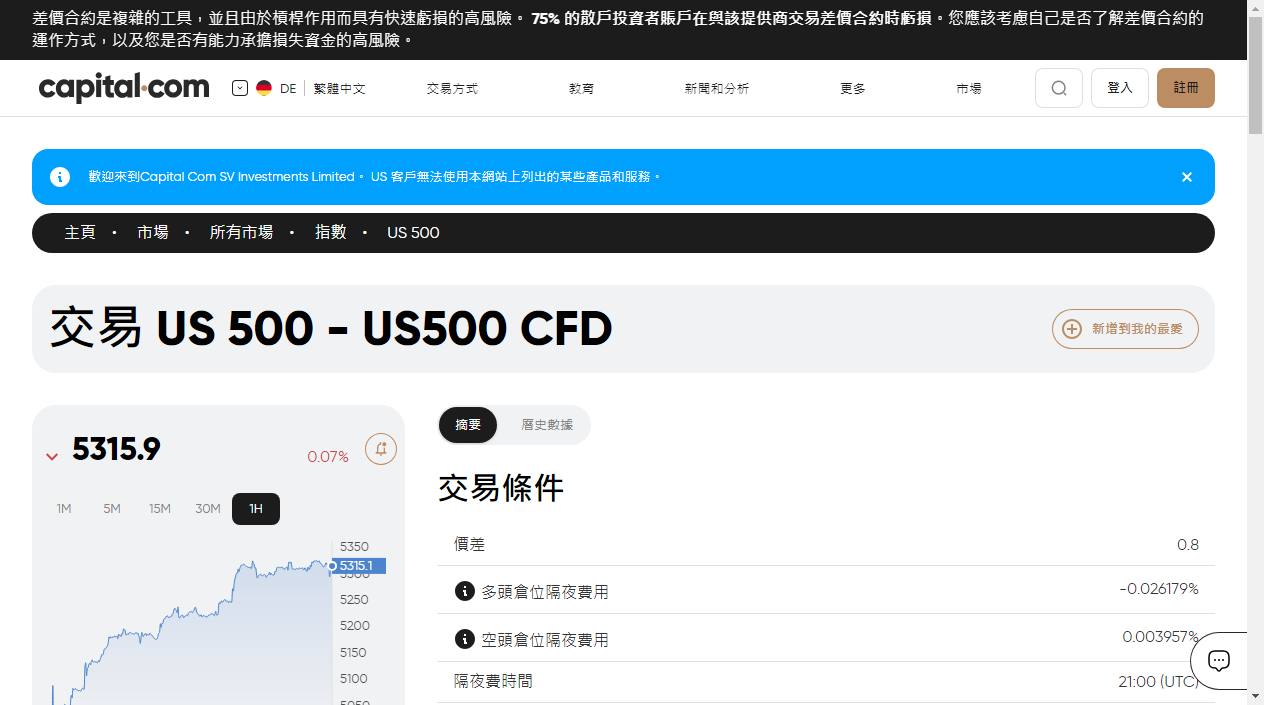 差價合約是複雜的工具，並且由於槓桿作用而具有快速虧損的高風險。 75% 的散戶投資者賬戶在與該提供商交易差價合約時虧損。您應該考慮自己是否了解差價合約的
運作方式，以及您是否有能力承擔損失資金的高風險。
capital.com
DE 繁體中文
交易方式
教育
新聞和分析
更多
市場
登入
註冊
歡迎來到Capital Com SV Investments Limited。 US 客戶無法使用本網站上列出的某些產品和服務。
主頁 • 市場 • 所有市場 • 指數 • US 500
交易 US 500 - US500 CFD
新增到我的最愛
5315.9
0.07%
1M 5M 15M 30M 1H
5350
5315.1
5300
5250
5200
5150
5100
5050
摘要
曆史數據
交易條件
價差 0.8
多頭倉位隔夜費用 -0.026179%
空頭倉位隔夜費用 0.003957%
隔夜費時間 21:00 (UTC)